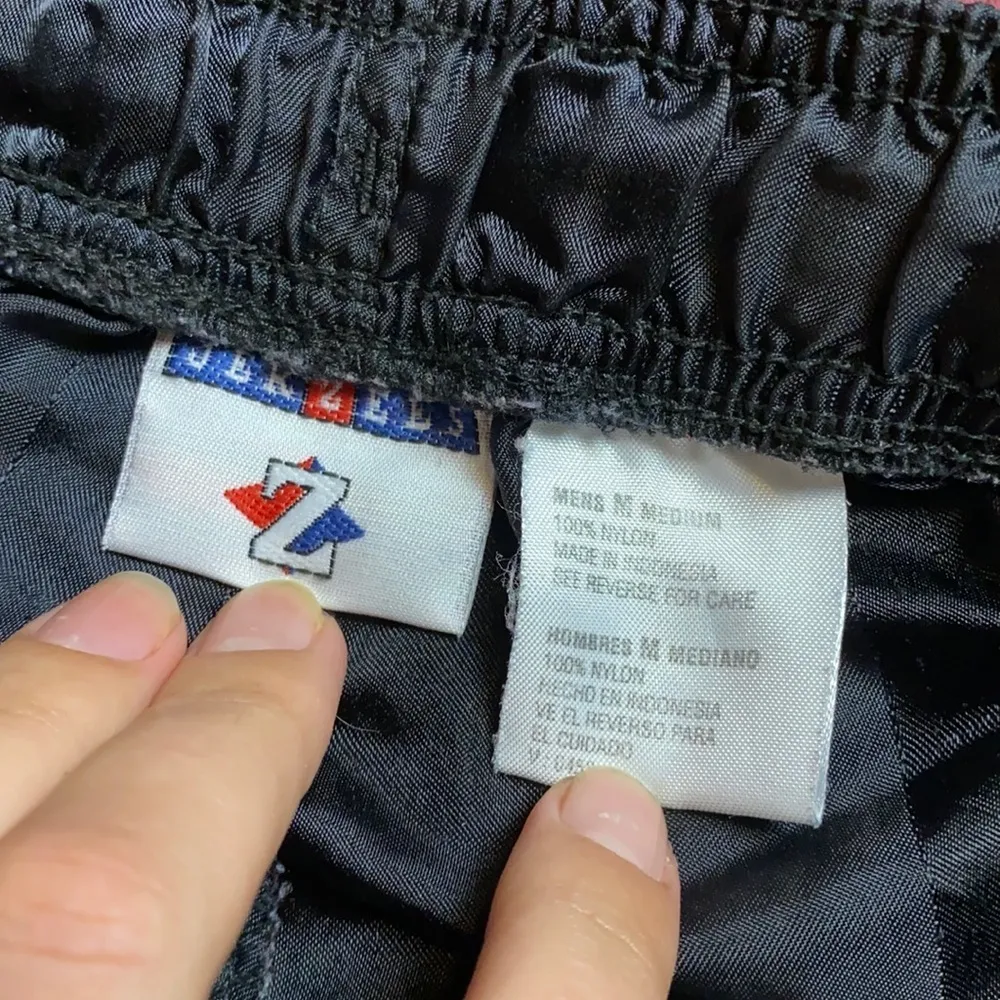 JERZEES
Z
MENS M MEDIUM
100% NYLON
MADE IN INDONESIA
SEE REVERSE FOR CARE
HOMBRES M MEDIANO
100% NYLON
HECHO EN INDONESIA
VE EL REVERSO PARA
EL CUIDADO